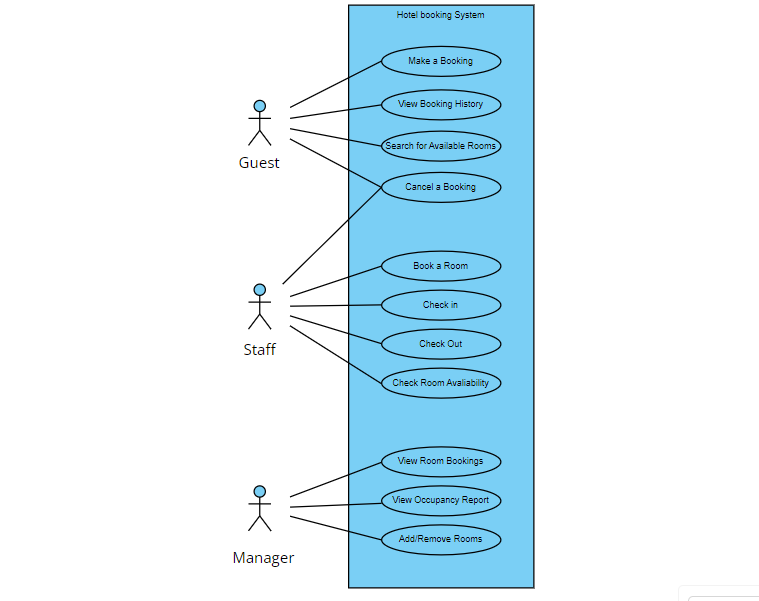 Hotel booking System
Make a Booking
View Booking History
Search for Available Rooms
Cancel a Booking
Guest
Book a Room
Check in
Check Out
Check Room Avaliability
Staff
View Room Bookings
View Occupancy Report
Add/Remove Rooms
Manager